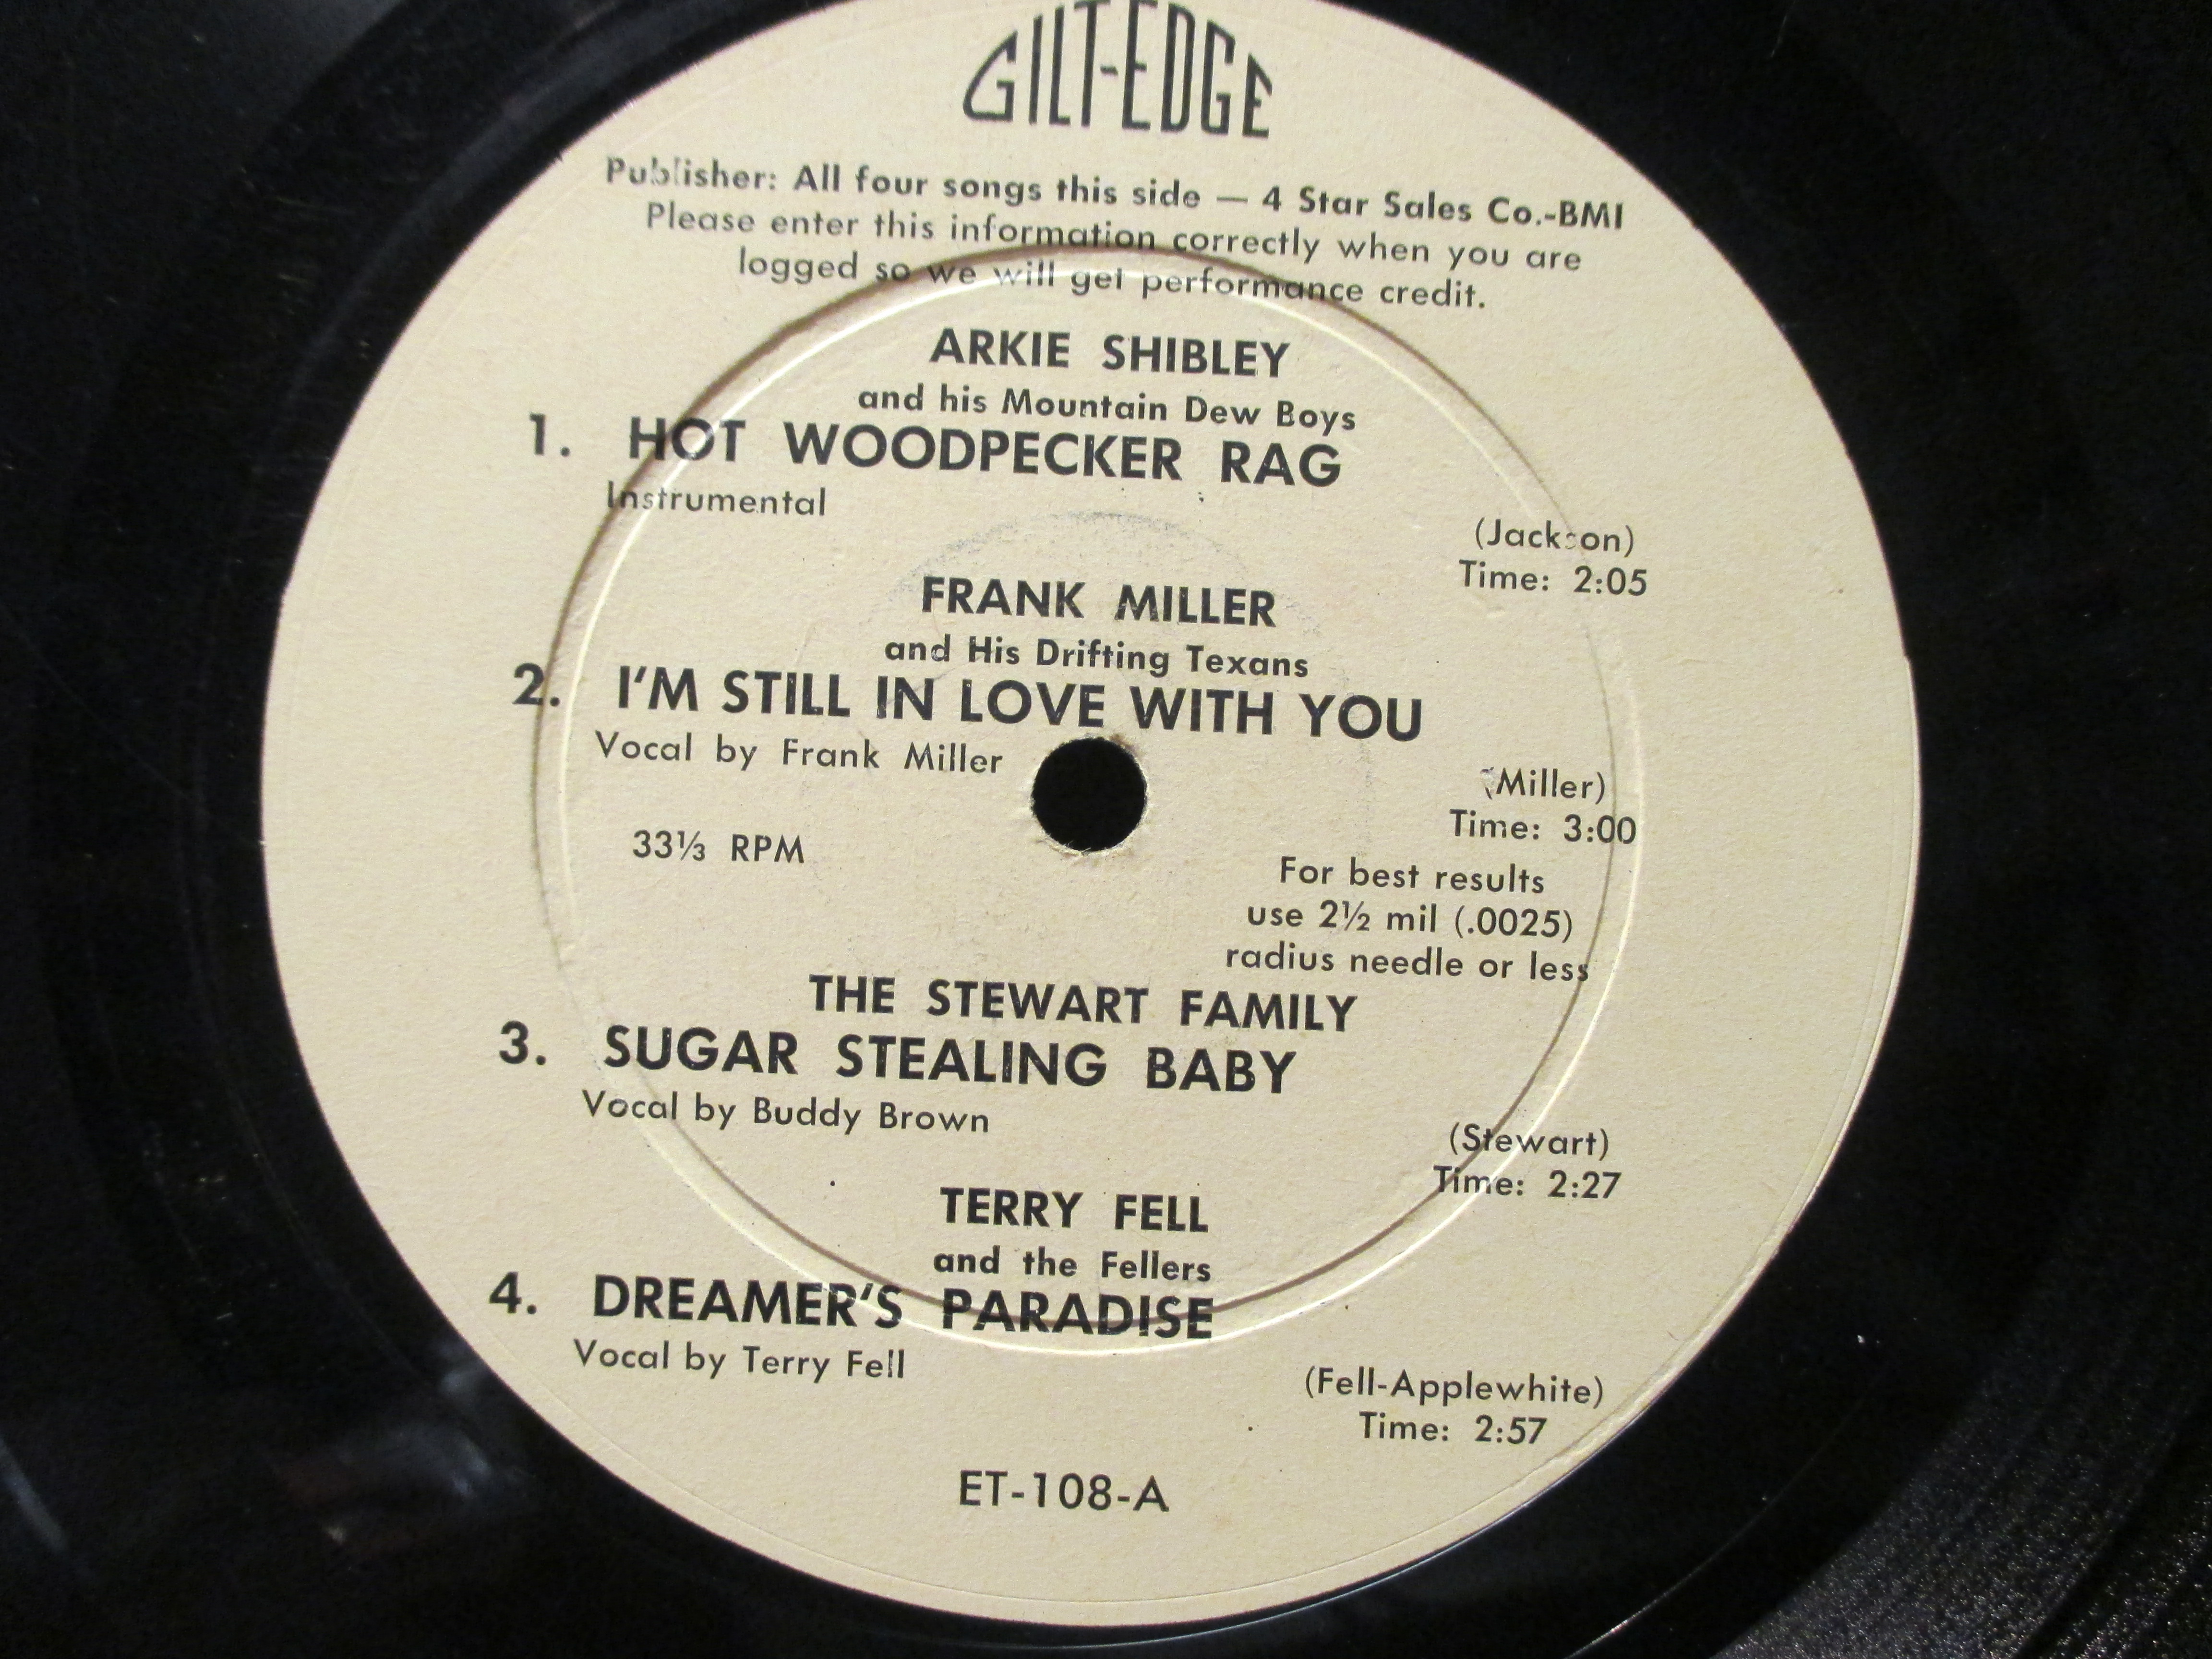 GILT-EDGE
Publisher: All four songs this side — 4 Star Sales Co.-BMI
Please enter this information correctly when you are
logged so we will get performance credit.
ARKIE SHIBLEY
and his Mountain Dew Boys
1. HOT WOODPECKER RAG
Instrumental
(Jackson)
Time: 2:05
FRANK MILLER
and His Drifting Texans
2. I'M STILL IN LOVE WITH YOU
Vocal by Frank Miller
(Miller)
Time: 3:00
33⅓ RPM
For best results
use 2½ mil (.0025)
radius needle or less
THE STEWART FAMILY
3. SUGAR STEALING BABY
Vocal by Buddy Brown
(Stewart)
Time: 2:27
TERRY FELL
and the Fellers
4. DREAMER'S PARADISE
Vocal by Terry Fell
(Fell-Applewhite)
Time: 2:57
ET-108-A